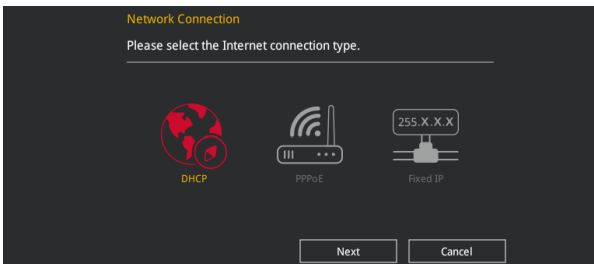 Network Connection
Please select the Internet connection type.
255.X.X.X
DHCP PPPoE Fixed IP
Next Cancel